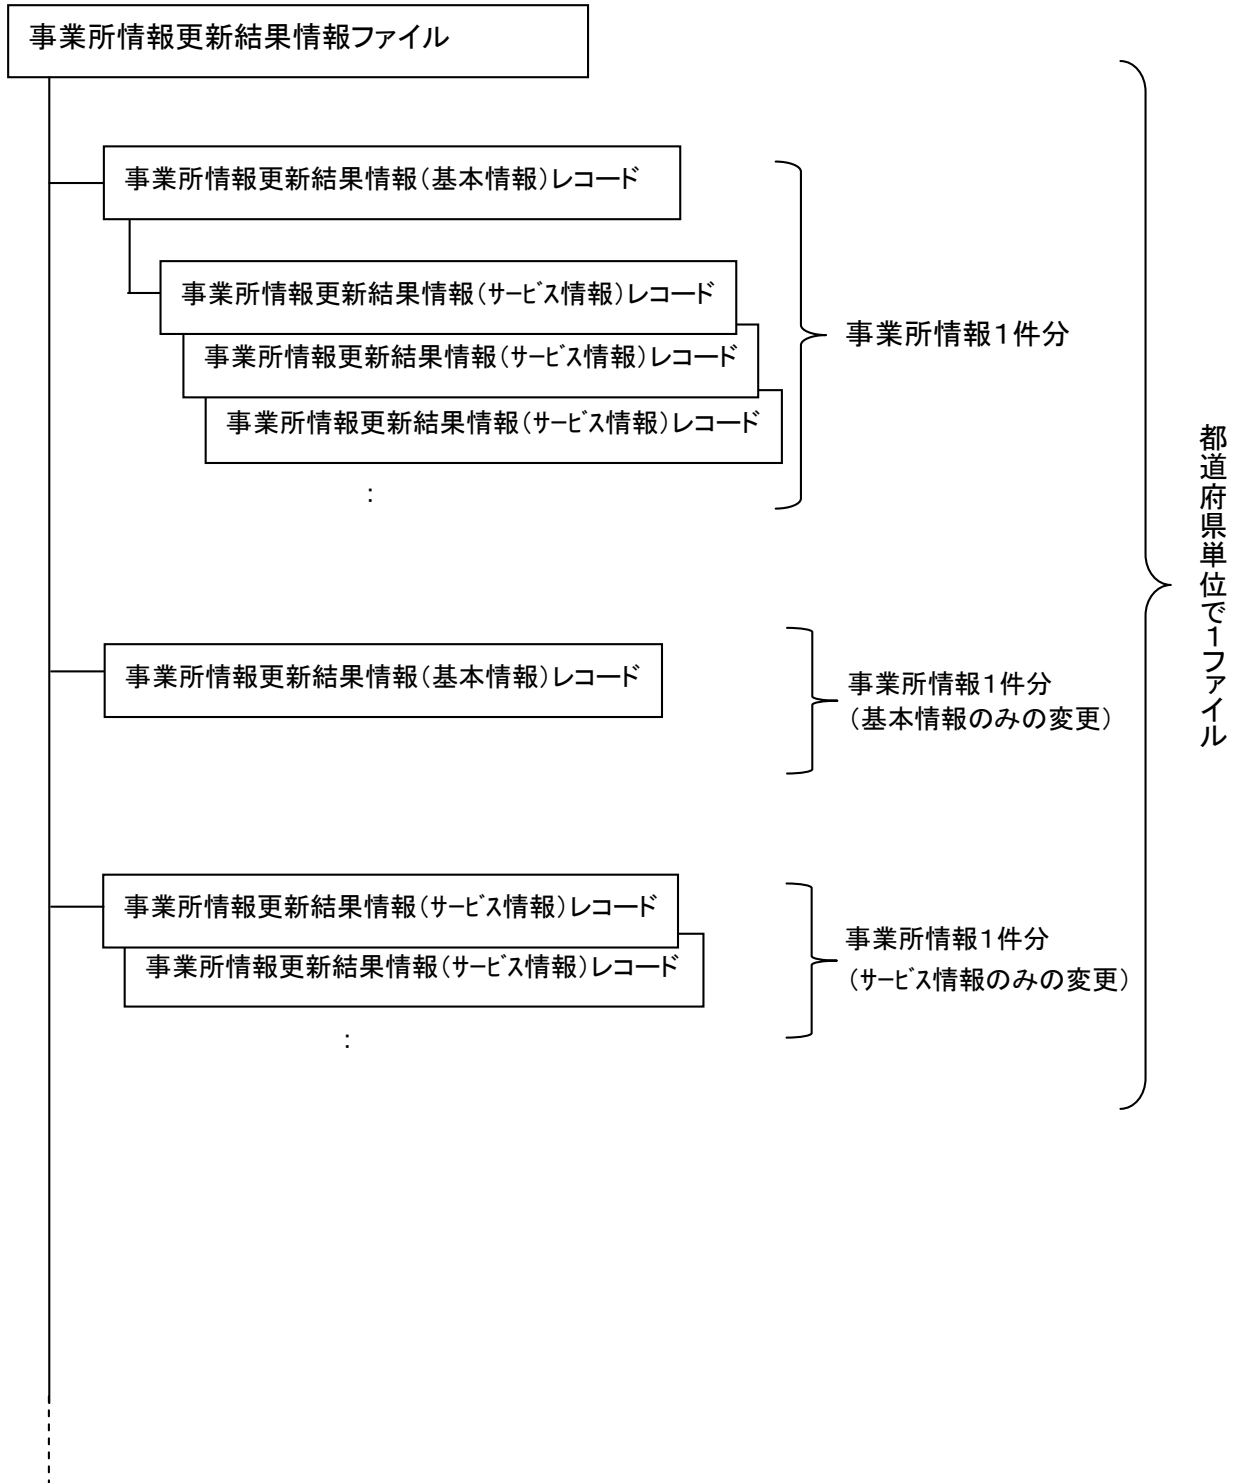 事業所情報更新結果情報ファイル
事業所情報更新結果情報(基本情報)レコード
事業所情報更新結果情報(ｻｰﾋﾞｽ情報)レコード
事業所情報更新結果情報(ｻｰﾋﾞｽ情報)レコード
事業所情報更新結果情報(ｻｰﾋﾞｽ情報)レコード
:
事業所情報１件分
事業所情報更新結果情報(基本情報)レコード
事業所情報１件分
(基本情報のみの変更)
事業所情報更新結果情報(ｻｰﾋﾞｽ情報)レコード
事業所情報更新結果情報(ｻｰﾋﾞｽ情報)レコード
:
事業所情報１件分
(ｻｰﾋﾞｽ情報のみの変更)
都道府県単位で１ファイル